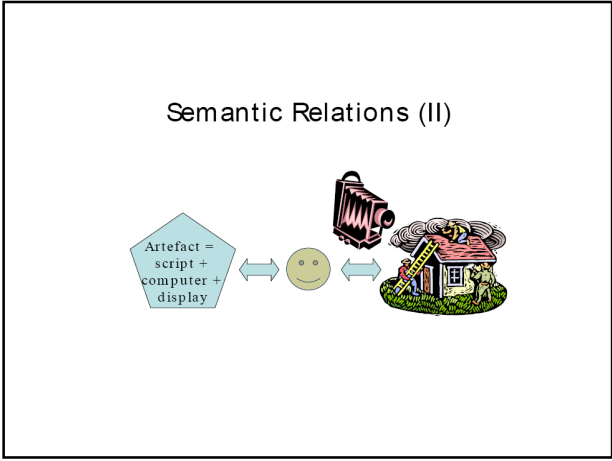 Semantic Relations (II)
Artefact =
script +
computer +
display